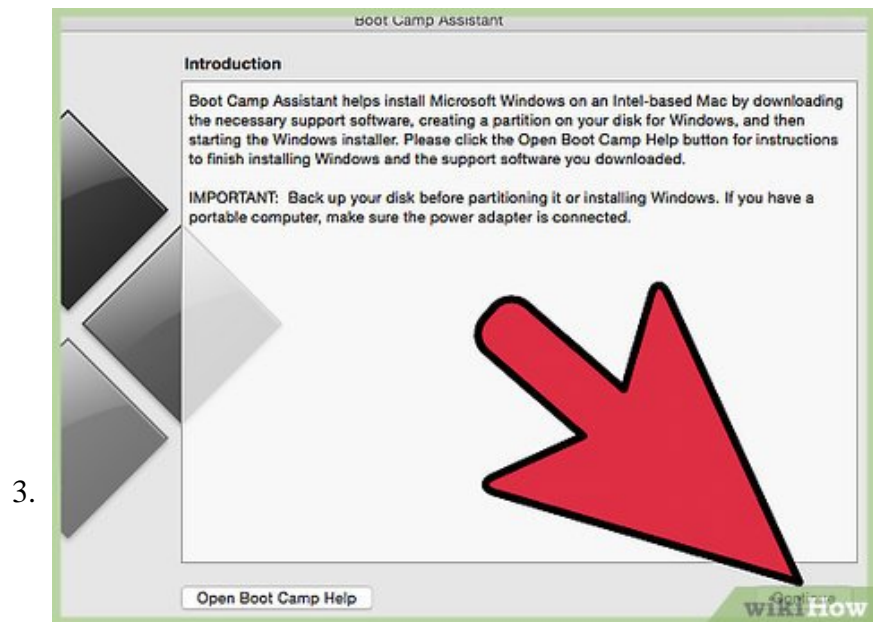 Boot Camp Assistant
Introduction
Boot Camp Assistant helps install Microsoft Windows on an Intel-based Mac by downloading
the necessary support software, creating a partition on your disk for Windows, and then
starting the Windows installer. Please click the Open Boot Camp Help button for instructions
to finish installing Windows and the support software you downloaded.
IMPORTANT: Back up your disk before partitioning it or installing Windows. If you have a
portable computer, make sure the power adapter is connected.
3.
Open Boot Camp Help
Continue
wikiHow